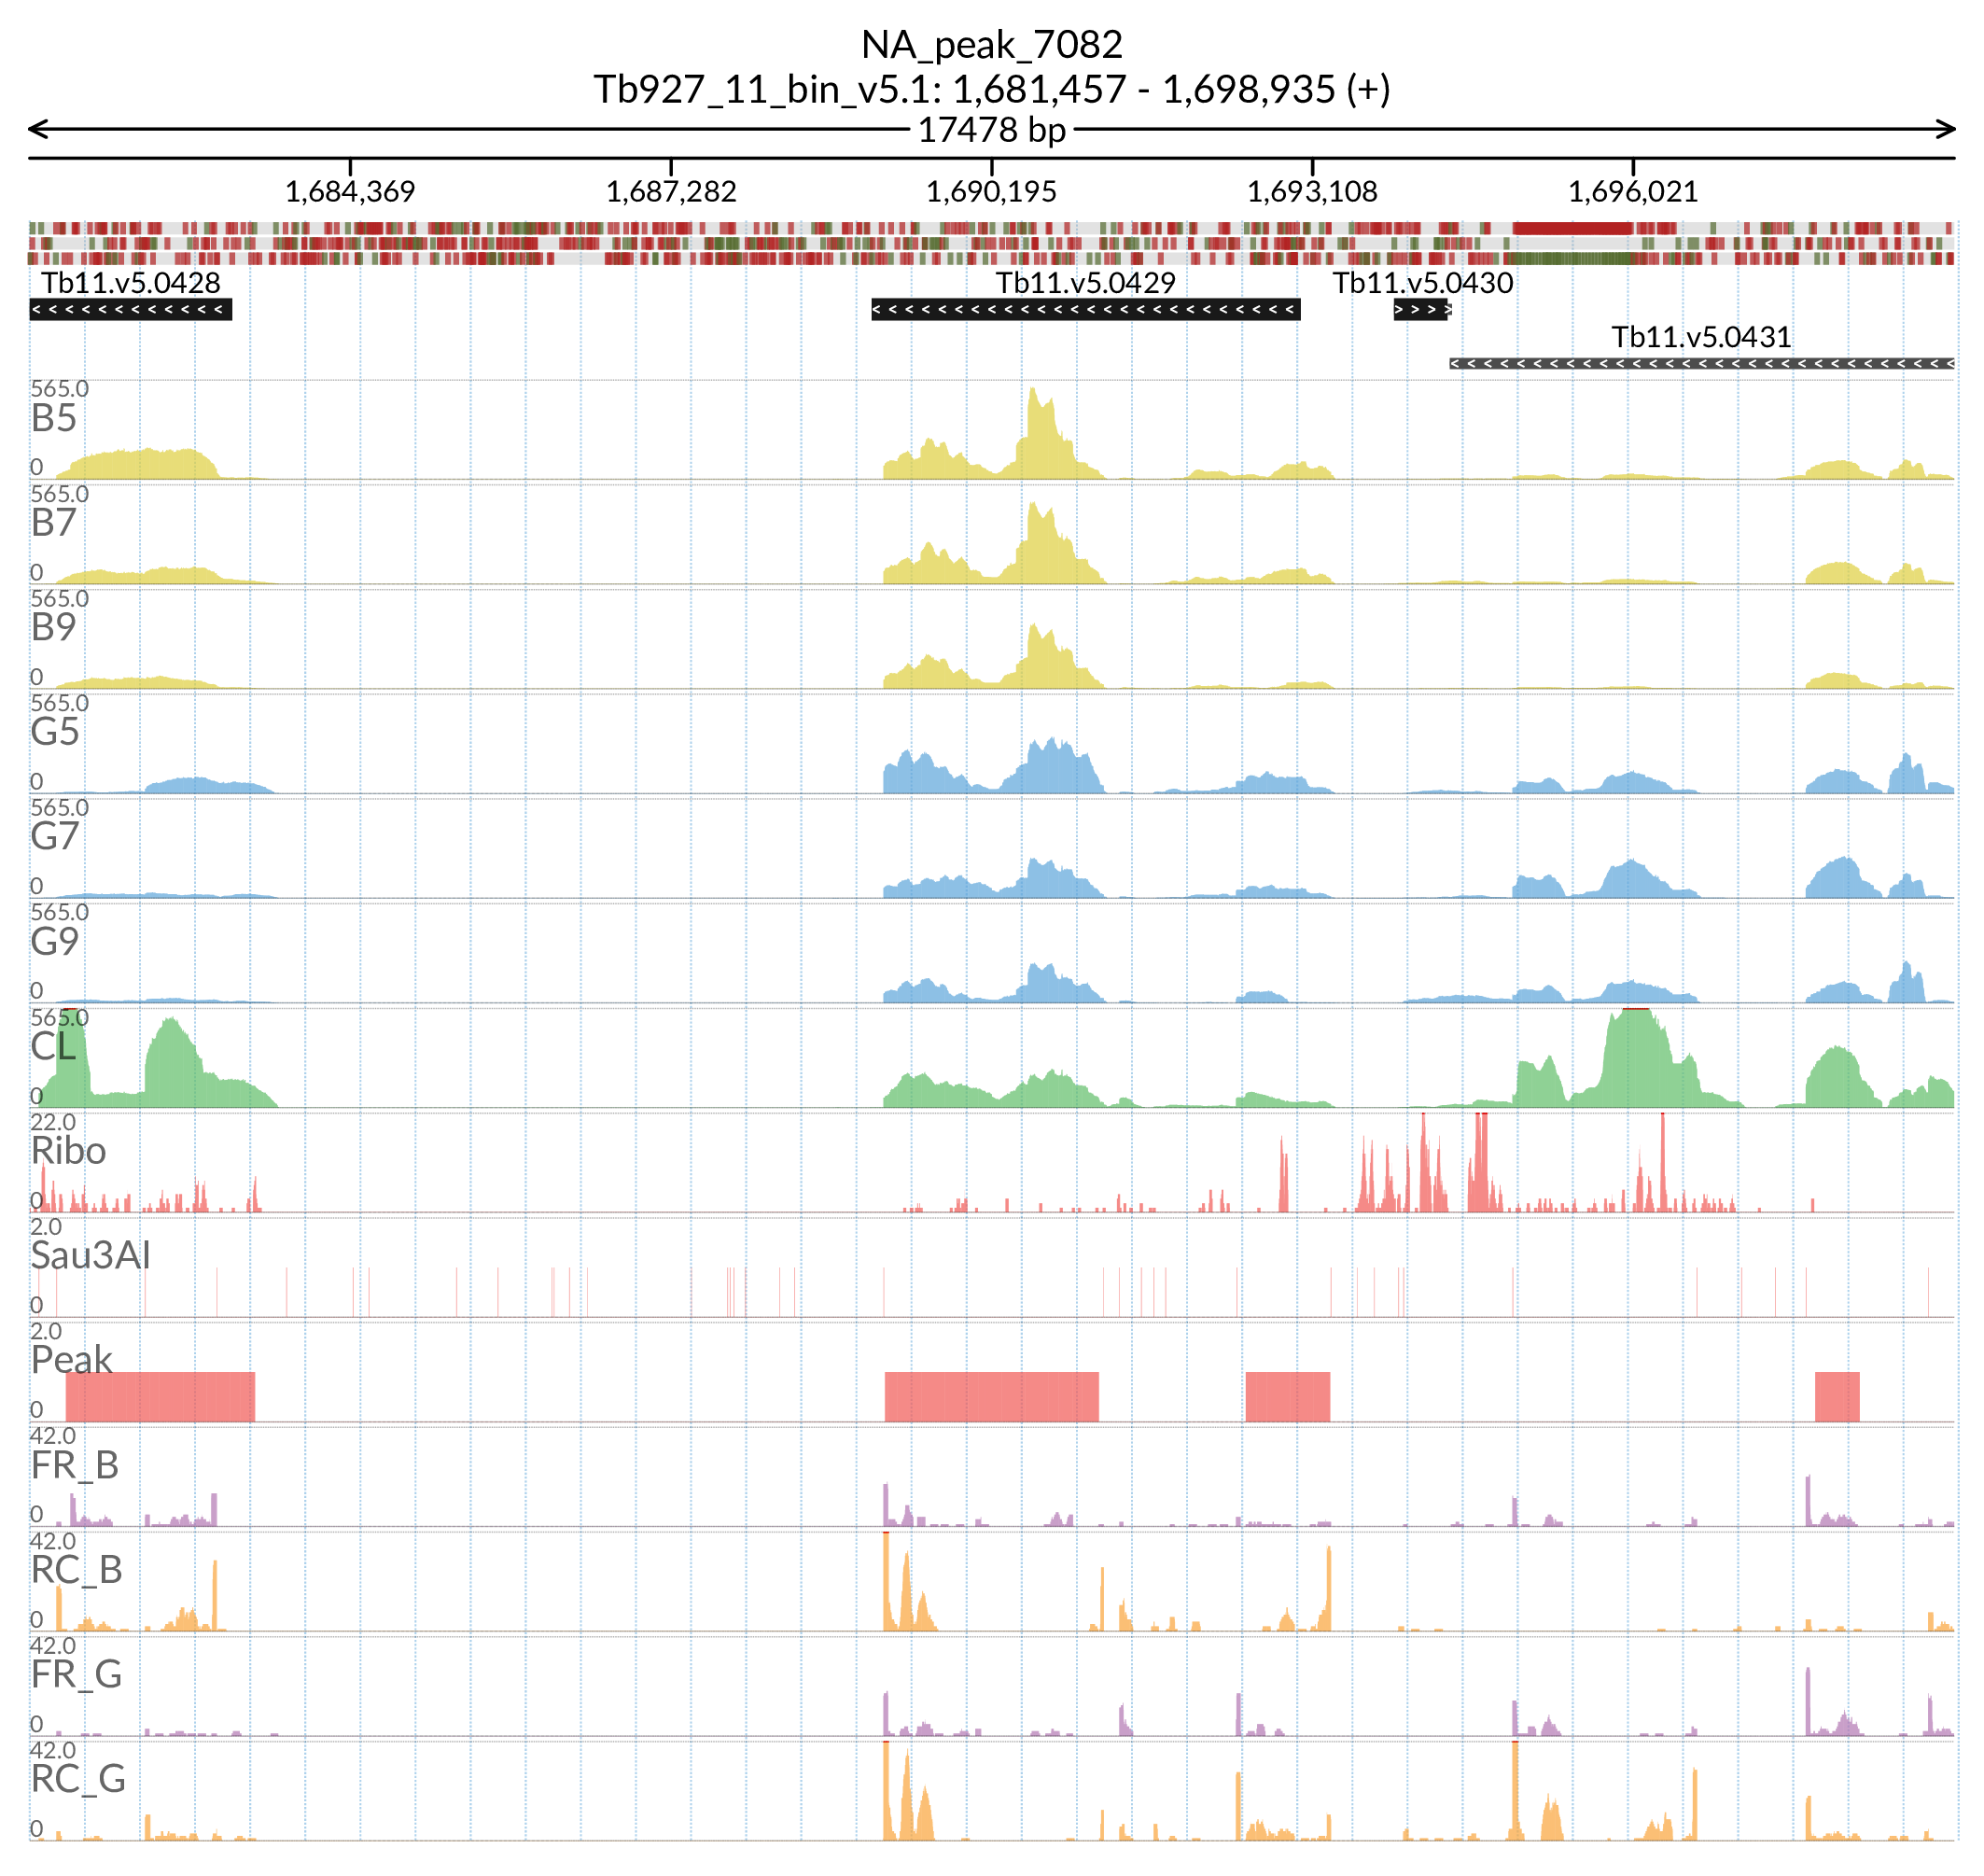 NA_peak_7082
Tb927_11_bin_v5.1: 1,681,457 - 1,698,935 (+)
17478 bp
1,684,369 1,687,282 1,690,195 1,693,108 1,696,021
Tb11.v5.0428 Tb11.v5.0429 Tb11.v5.0430
Tb11.v5.0431
565.0
B5
0
565.0
B7
0
565.0
B9
0
565.0
G5
0
565.0
G7
0
565.0
G9
0
565.0
CL
0
22.0
Ribo
0
2.0
Sau3AI
0
2.0
Peak
0
42.0
FR_B
0
42.0
RC_B
0
42.0
FR_G
0
42.0
RC_G
0